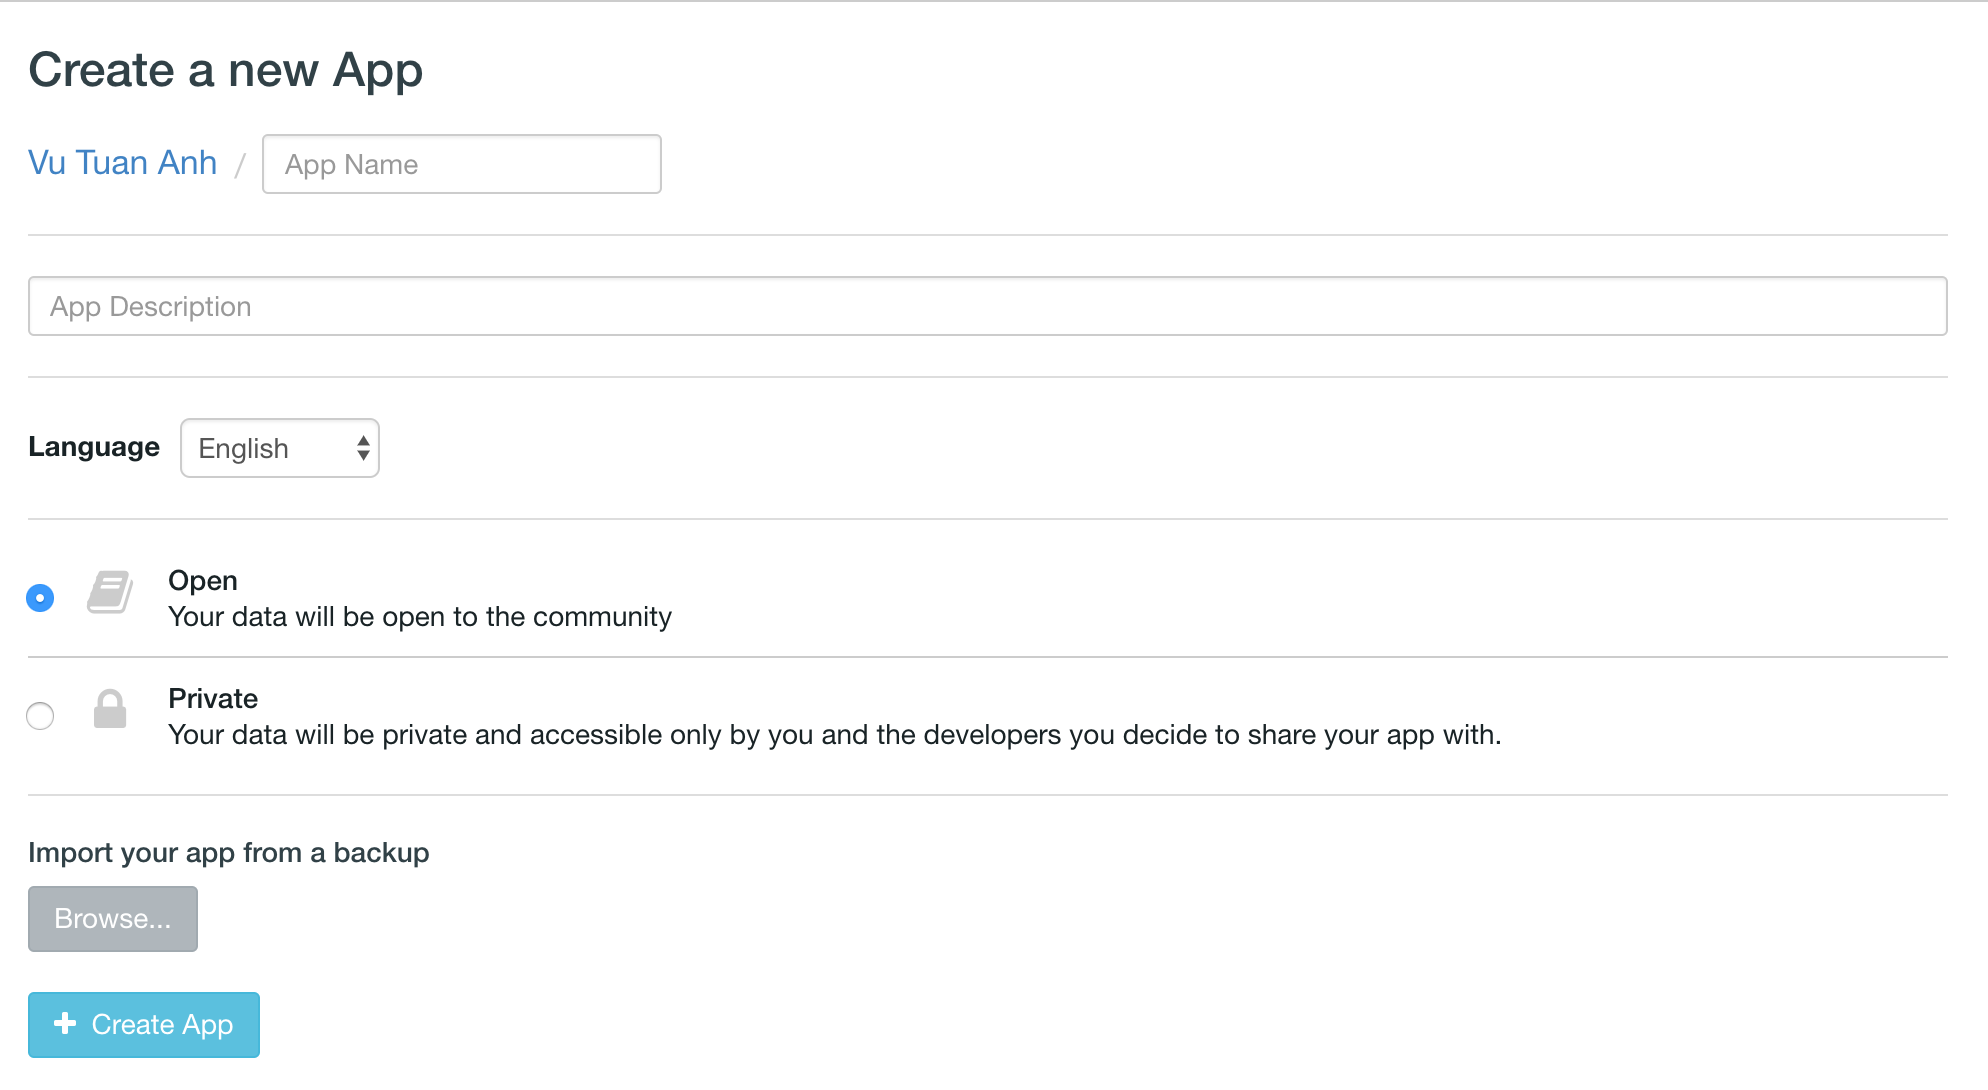 Create a new App
Vu Tuan Anh / App Name
App Description
Language English
Open
Your data will be open to the community
Private
Your data will be private and accessible only by you and the developers you decide to share your app with.
Import your app from a backup
Browse...
+ Create App